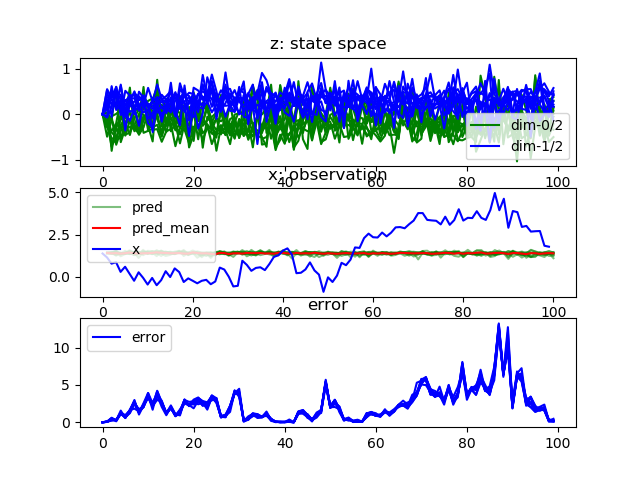 z: state space
1
0
−1
dim-0/2
dim-1/2
0 20 40 60 80 100
x: observation
5.0
2.5
0.0
pred
pred_mean
x
0 20 40 60 80 100
error
10
5
0
error
0 20 40 60 80 100